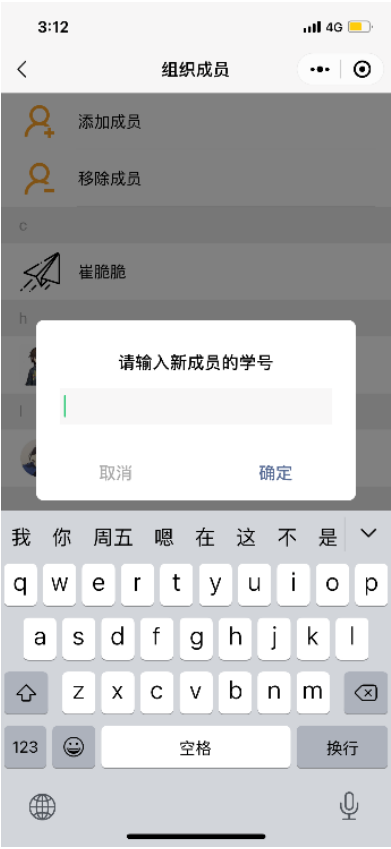 3:12
4G
组织成员
添加成员
移除成员
c
崔脆脆
h
请输入新成员的学号
l
取消 确定
我 你 周五 嗯 在 这 不 是
q w e r t y u i o p
a s d f g h j k l
z x c v b n m
123 空格 换行